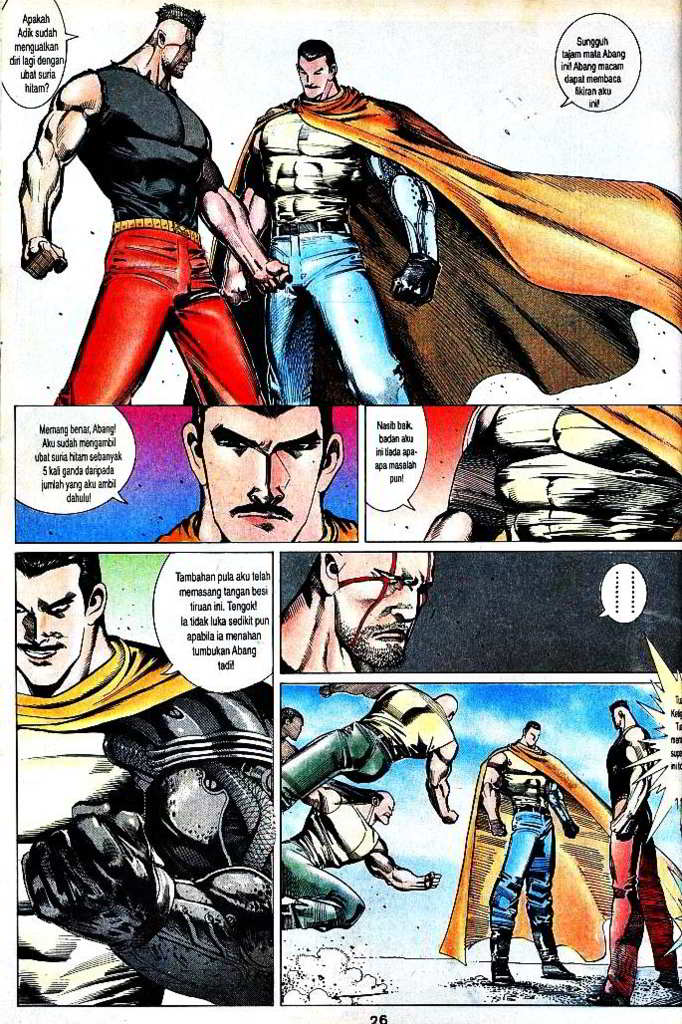 Apakah
Adik sudah
menguatkan
diri lagi dengan
ubat suria
hitam?
Sungguh
tajam mata Abang
ini! Abang macam
dapat membaca
fikiran aku
ini!
Memang benar, Abang!
Aku sudah mengambil
ubat suria hitam sebanyak
5 kali ganda daripada
jumlah yang aku ambil
dahulu!
Nasib baik,
badan aku
ini tiada apa-
apa masalah
pun!
Tambahan pula aku telah
memasang tangan besi
tiruan ini. Tengok!
Ia tidak luka sedikit pun
apabila ia menahan
tumbukan Abang
tadi!
26